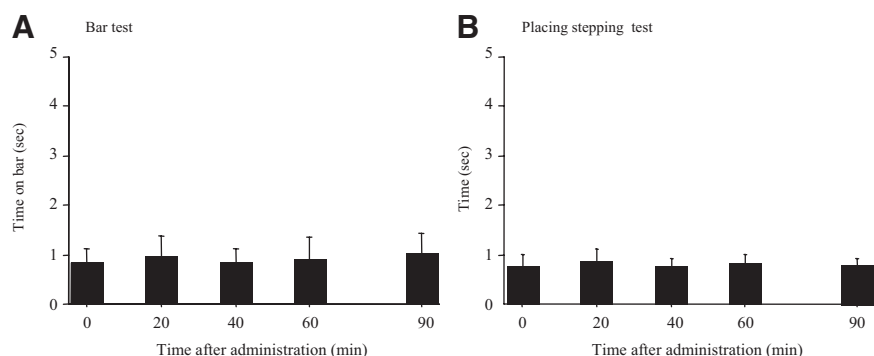 A Bar test
5
4
3
2
1
0
Time on bar (sec)
0 20 40 60 90
Time after administration (min)
B Placing stepping test
5
4
3
2
1
0
Time (sec)
0 20 40 60 90
Time after administration (min)